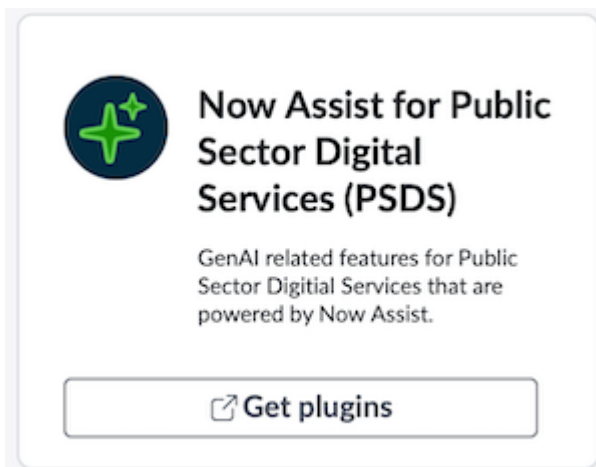 Now Assist for Public
Sector Digital
Services (PSDS)
GenAI related features for Public
Sector Digitial Services that are
powered by Now Assist.
Get plugins